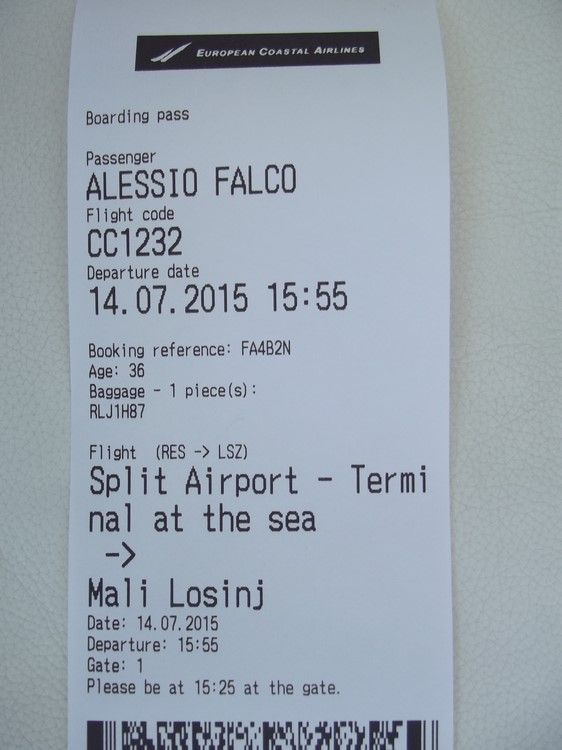 EUROPEAN COASTAL AIRLINES
Boarding pass
Passenger
ALESSIO FALCO
Flight code
CC1232
Departure date
14.07.2015 15:55
Booking reference: FA4B2N
Age: 36
Baggage - 1 piece(s):
RLJ1H87
Flight (RES -> LSZ)
Split Airport - Termi
nal at the sea
->
Mali Losinj
Date: 14.07.2015
Departure: 15:55
Gate: 1
Please be at 15:25 at the gate.